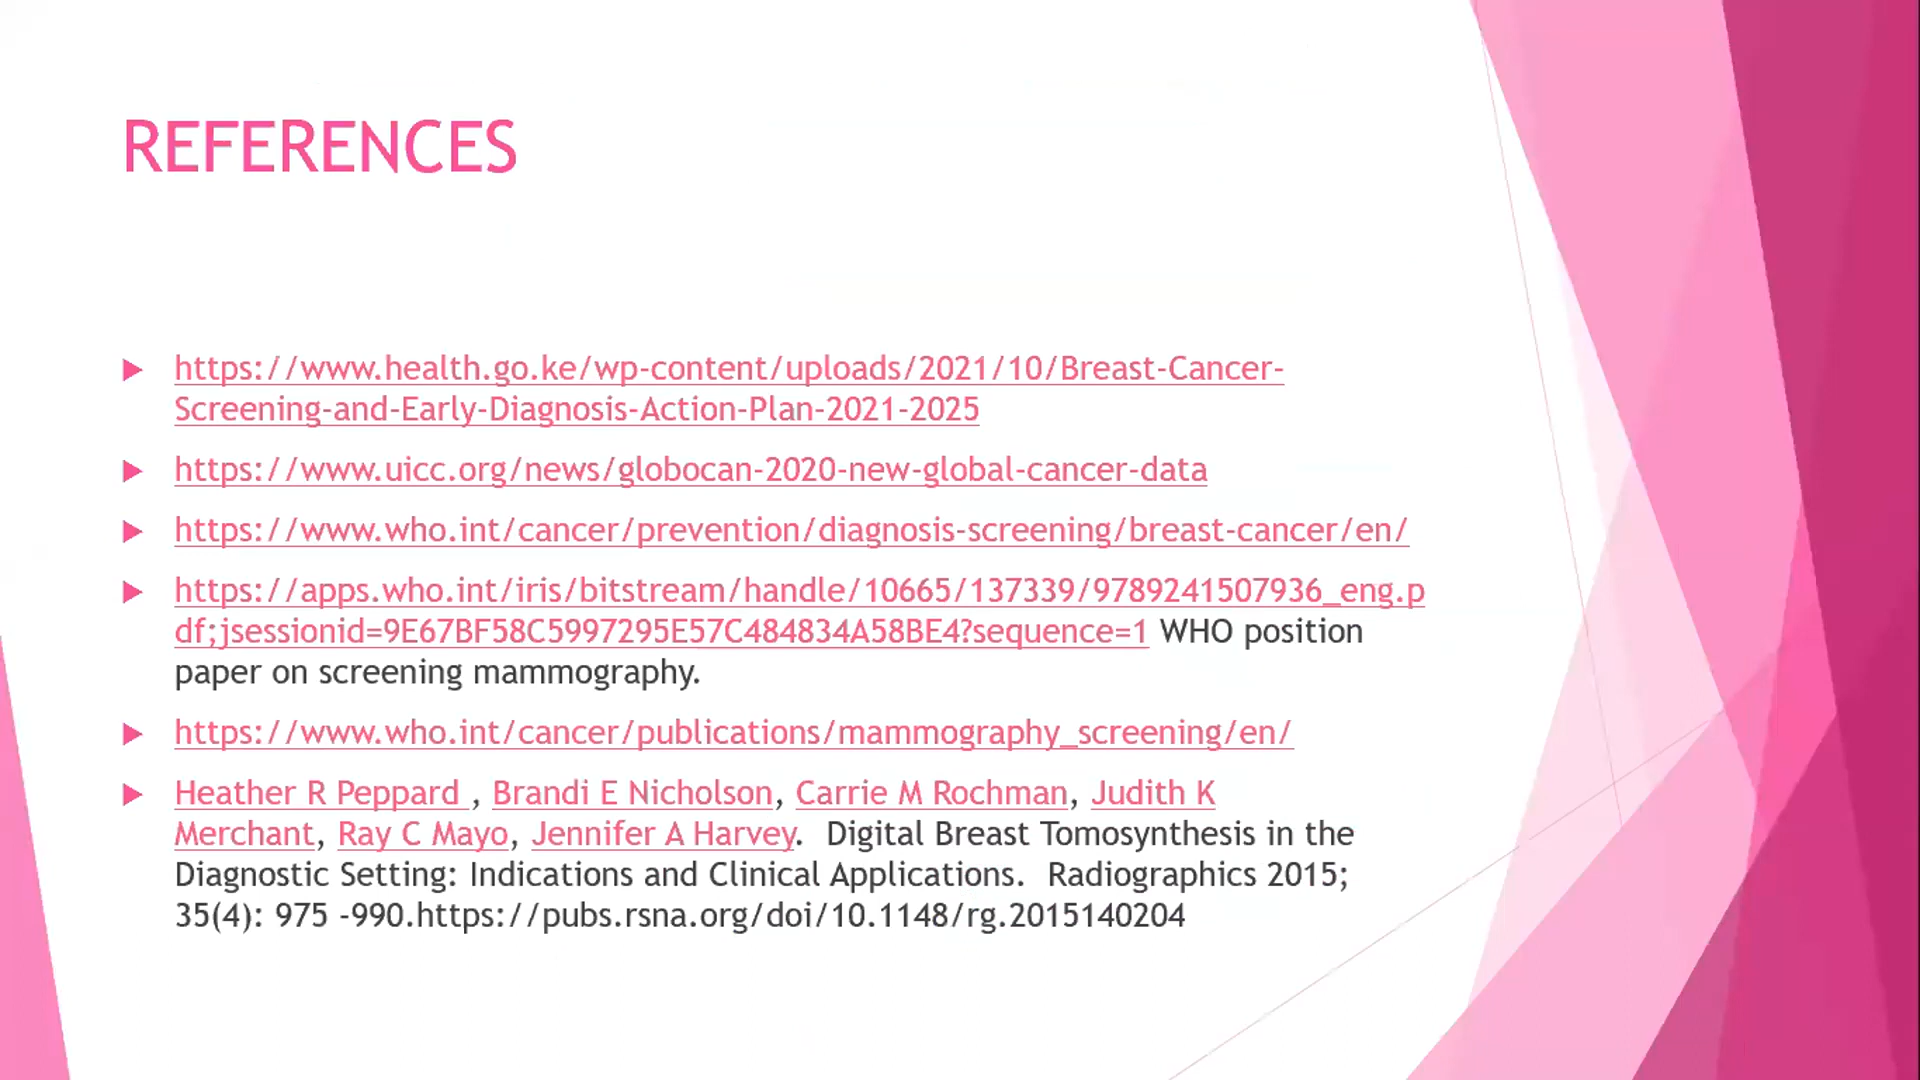 REFERENCES
https://www.health.go.ke/wp-content/uploads/2021/10/Breast-Cancer-
Screening-and-Early-Diagnosis-Action-Plan-2021-2025
https://www.uicc.org/news/globocan-2020-new-global-cancer-data
https://www.who.int/cancer/prevention/diagnosis-screening/breast-cancer/en/
https://apps.who.int/iris/bitstream/handle/10665/137339/9789241507936_eng.p
df;jsessionid=9E67BF58C5997295E57C484834A58BE4?sequence=1 WHO position
paper on screening mammography.
https://www.who.int/cancer/publications/mammography_screening/en/
Heather R Peppard , Brandi E Nicholson, Carrie M Rochman, Judith K
Merchant, Ray C Mayo, Jennifer A Harvey.  Digital Breast Tomosynthesis in the
Diagnostic Setting: Indications and Clinical Applications.  Radiographics 2015;
35(4): 975 -990.https://pubs.rsna.org/doi/10.1148/rg.2015140204